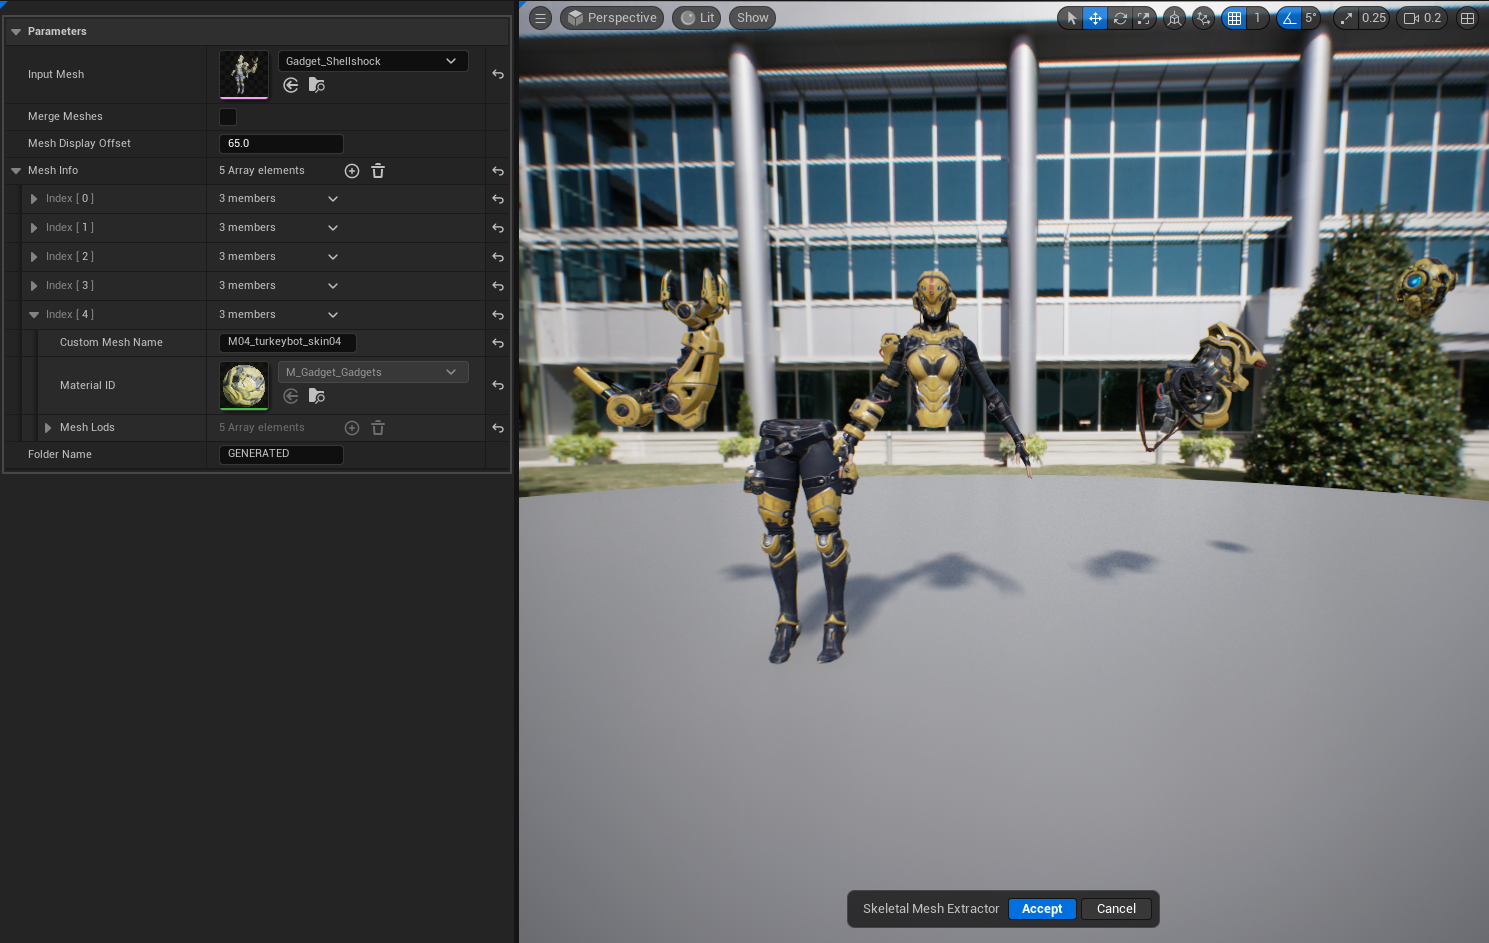 Parameters
Input Mesh
Gadget_Shellshock
Merge Meshes
Mesh Display Offset
65.0
Mesh Info
5 Array elements
Index [ 0 ]
3 members
Index [ 1 ]
3 members
Index [ 2 ]
3 members
Index [ 3 ]
3 members
Index [ 4 ]
3 members
Custom Mesh Name
M04_turkeybot_skin04
Material ID
M_Gadget_Gadgets
Mesh Lods
5 Array elements
Folder Name
GENERATED
Perspective
Lit
Show
1
5°
0.25
0.2
Skeletal Mesh Extractor
Accept
Cancel